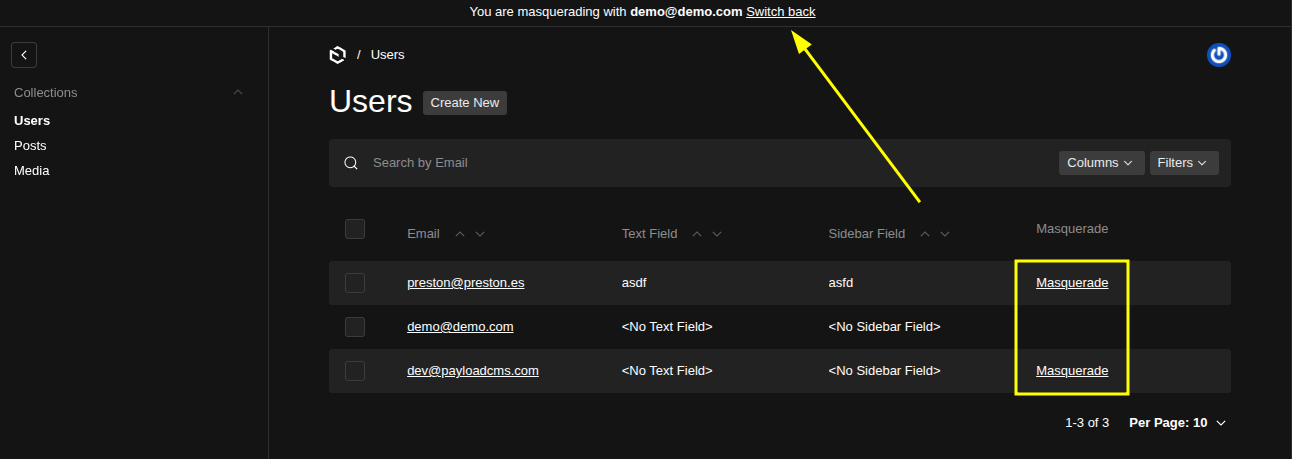 You are masquerading with demo@demo.com Switch back
/ Users
Collections
Users
Posts
Media
Users Create New
Search by Email Columns Filters
Email Text Field Sidebar Field Masquerade
preston@preston.es asdf asfd Masquerade
demo@demo.com <No Text Field> <No Sidebar Field>
dev@payloadcms.com <No Text Field> <No Sidebar Field> Masquerade
1-3 of 3 Per Page: 10